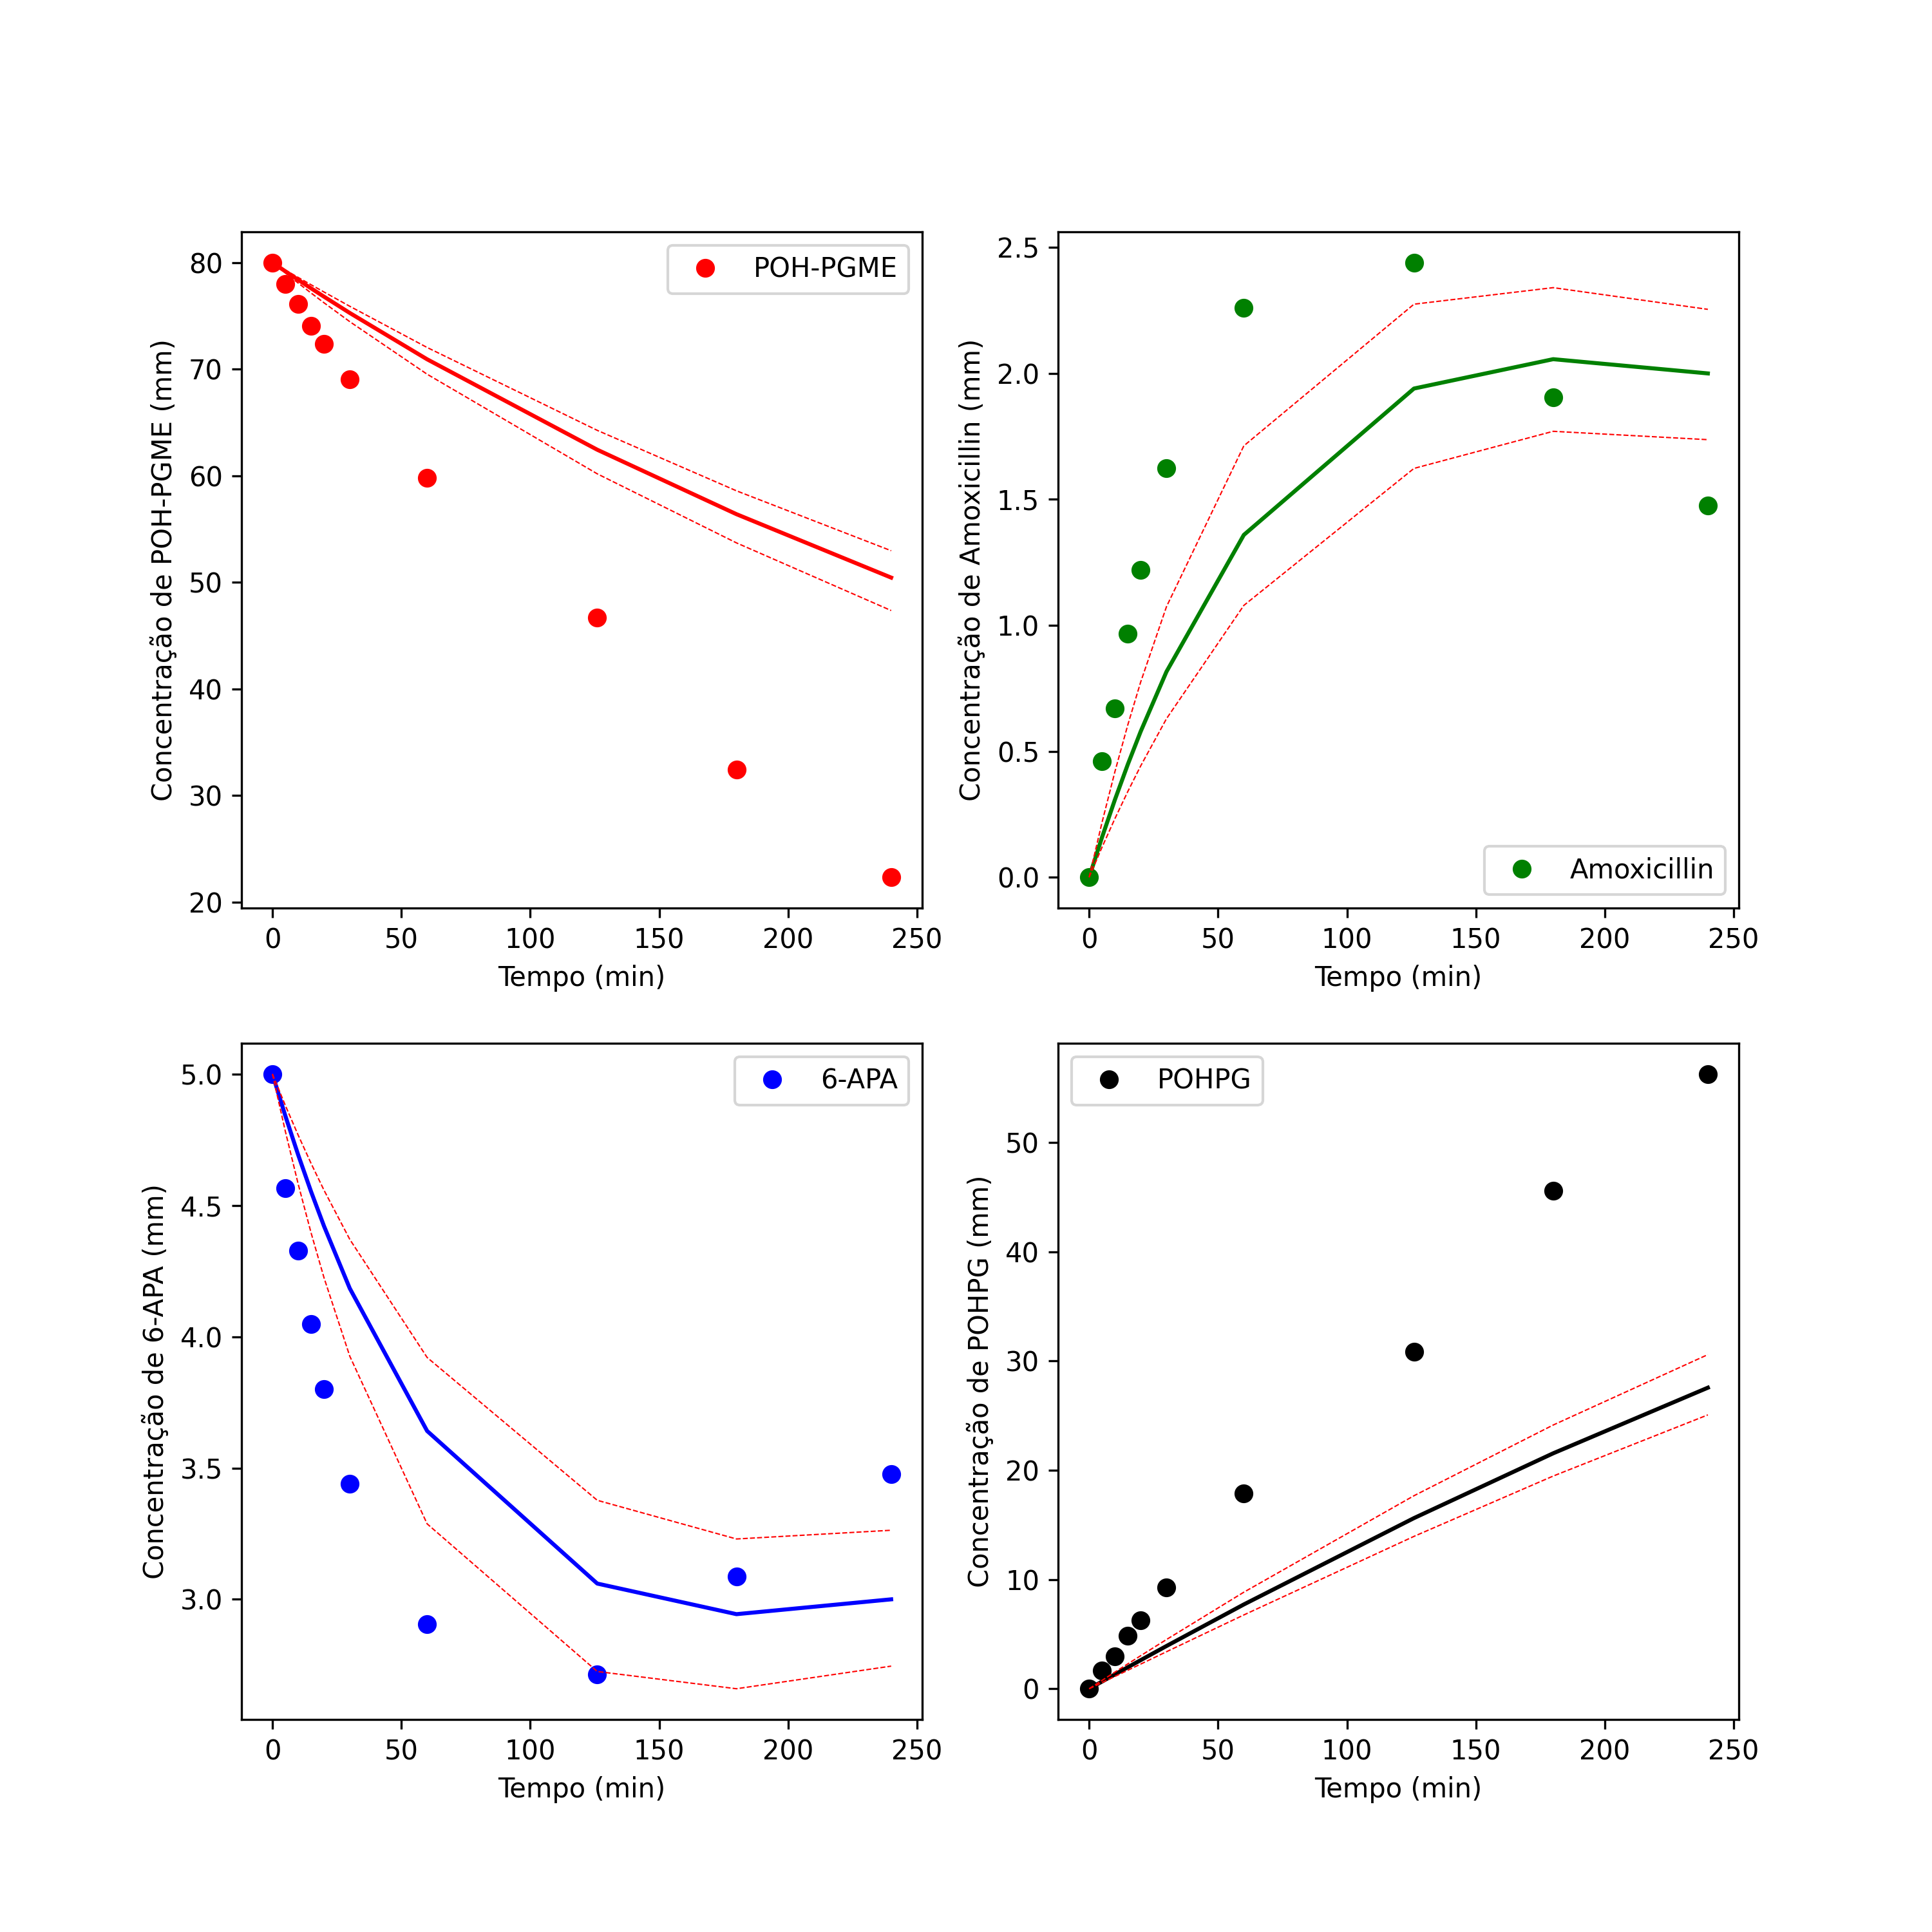 POH-PGME
80
70
60
50
40
30
20
Concentração de POH-PGME (mm)
0 50 100 150 200 250
Tempo (min)
Amoxicillin
2.5
2.0
1.5
1.0
0.5
0.0
Concentração de Amoxicillin (mm)
0 50 100 150 200 250
Tempo (min)
6-APA
5.0
4.5
4.0
3.5
3.0
Concentração de 6-APA (mm)
0 50 100 150 200 250
Tempo (min)
POHPG
50
40
30
20
10
0
Concentração de POHPG (mm)
0 50 100 150 200 250
Tempo (min)